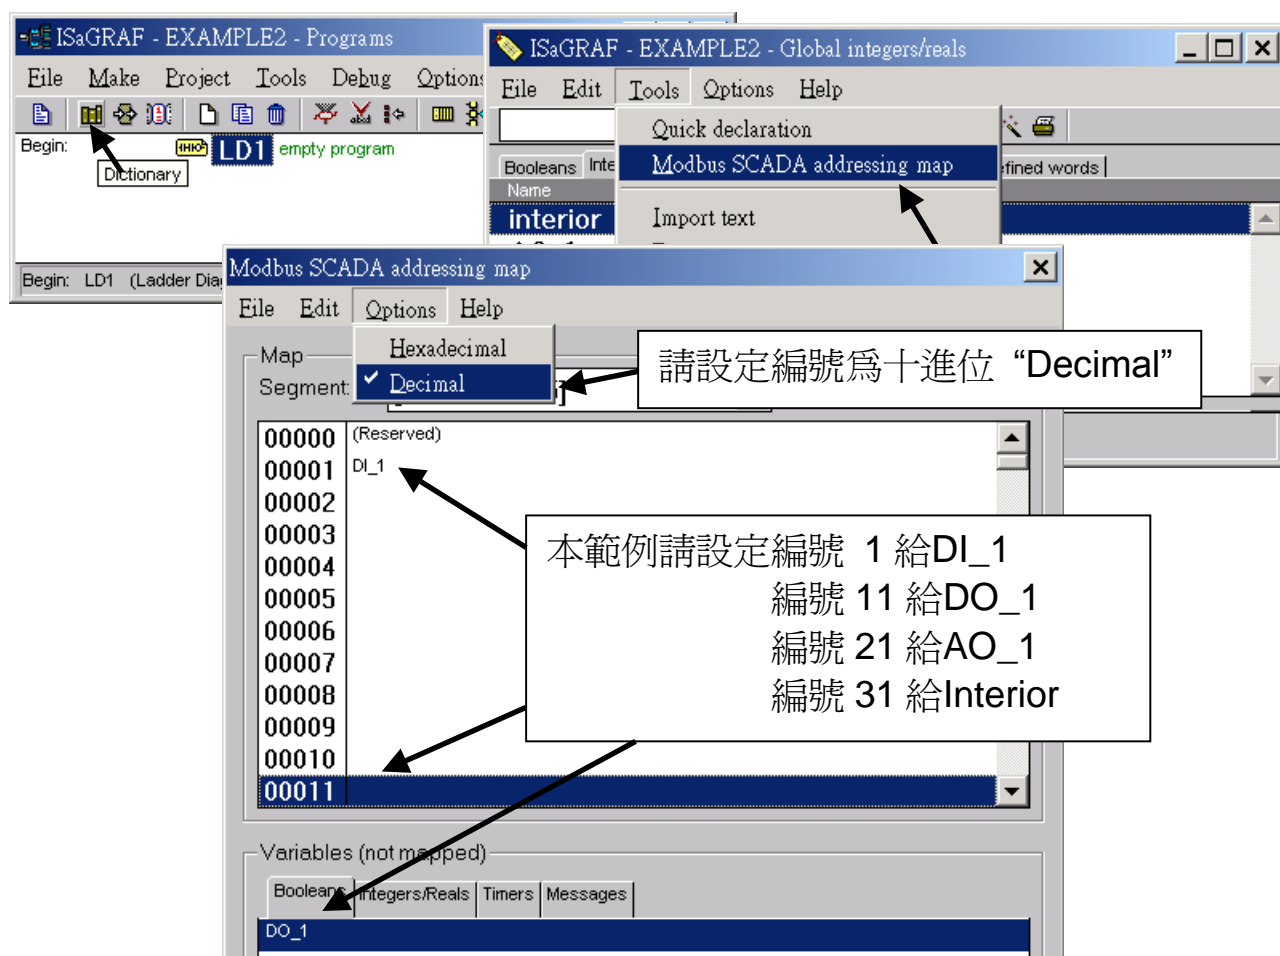 ISaGRAF - EXAMPLE2 - Programs
File Make Project Tools Debug Options
Begin: LD1 empty program
Dictionary
Begin: LD1 (Ladder Dia
ISaGRAF - EXAMPLE2 - Global integers/reals
File Edit Tools Options Help
Quick declaration
Modbus SCADA addressing map
Import text
Booleans Inte fined words
Name
interior
Modbus SCADA addressing map
File Edit Options Help
Hexadecimal
Decimal
Map
Segment:
請設定編號為十進位 “Decimal”
00000 (Reserved)
00001 DI_1
00002
00003
00004
00005
00006
00007
00008
00009
00010
00011
本範例請設定編號 1 給DI_1
編號 11 給DO_1
編號 21 給AO_1
編號 31 給Interior
Variables (not mapped)
Booleans Integers/Reals Timers Messages
DO_1